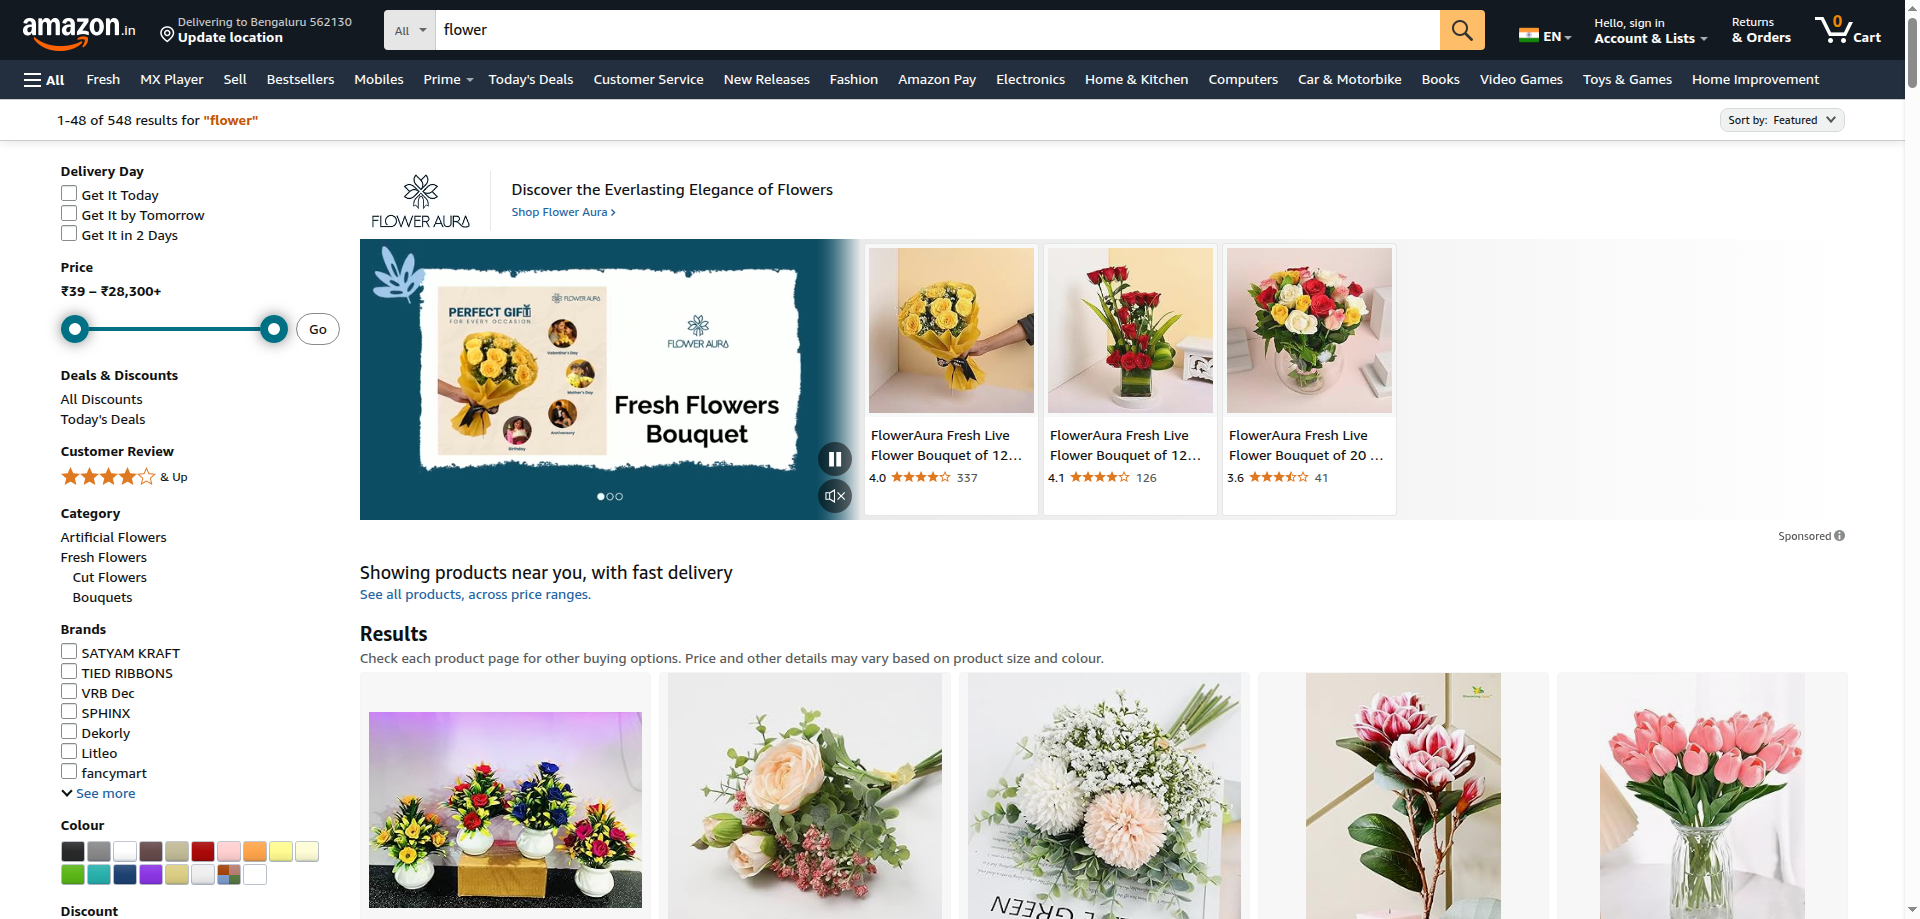 amazon.in
Delivering to Bengaluru 562130
Update location
All
flower
EN
Hello, sign in
Account & Lists
Returns
& Orders
0
Cart
All
Fresh
MX Player
Sell
Bestsellers
Mobiles
Prime
Today's Deals
Customer Service
New Releases
Fashion
Amazon Pay
Electronics
Home & Kitchen
Computers
Car & Motorbike
Books
Video Games
Toys & Games
Home Improvement
1-48 of 548 results for "flower"
Sort by: Featured
Delivery Day
Get It Today
Get It by Tomorrow
Get It in 2 Days
Price
₹39 – ₹28,300+
Go
Deals & Discounts
All Discounts
Today's Deals
Customer Review
& Up
Category
Artificial Flowers
Fresh Flowers
Cut Flowers
Bouquets
Brands
SATYAM KRAFT
TIED RIBBONS
VRB Dec
SPHINX
Dekorly
Litleo
fancymart
See more
Colour
Discount
FLOWER AURA
Discover the Everlasting Elegance of Flowers
Shop Flower Aura ›
FLOWER AURA
PERFECT GIFT
FOR EVERY OCCASION
Valentine's Day
Mother's Day
Anniversary
Birthday
FLOWER AURA
Fresh Flowers
Bouquet
FlowerAura Fresh Live
Flower Bouquet of 12...
4.0
337
FlowerAura Fresh Live
Flower Bouquet of 12...
4.1
126
FlowerAura Fresh Live
Flower Bouquet of 20 ...
3.6
41
Sponsored
Showing products near you, with fast delivery
See all products, across price ranges.
Results
Check each product page for other buying options. Price and other details may vary based on product size and colour.
GREEN